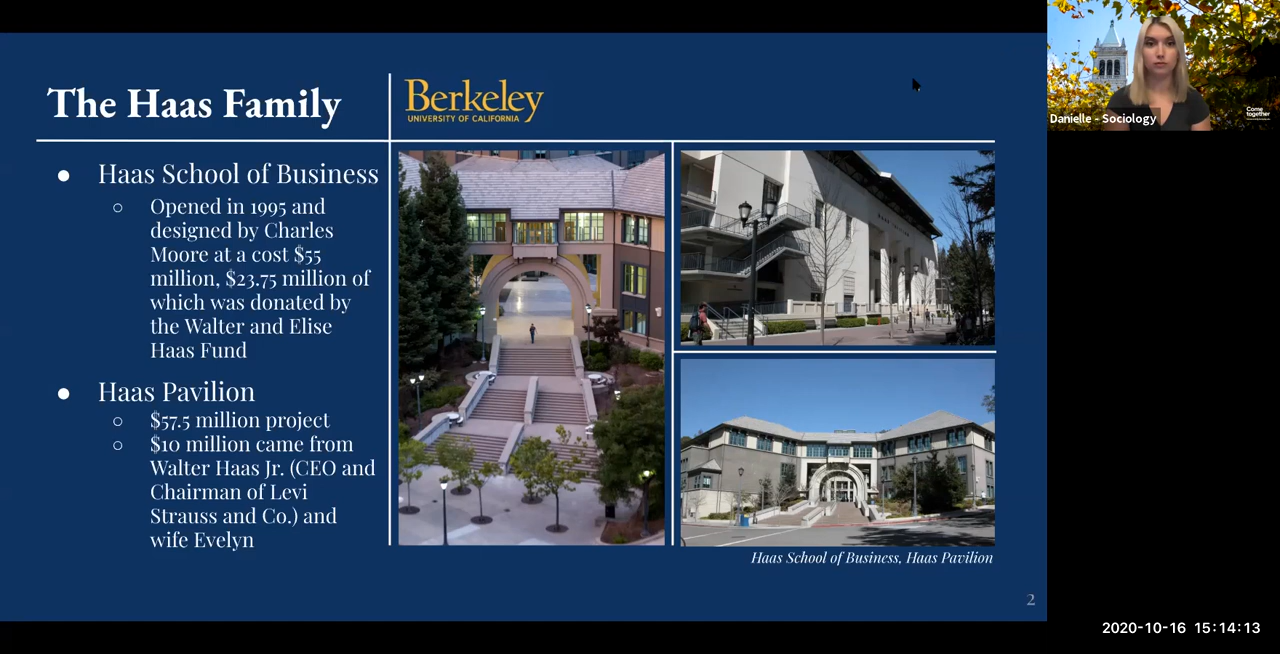 The Haas Family
Berkeley
UNIVERSITY OF CALIFORNIA
● Haas School of Business
○ Opened in 1995 and
designed by Charles
Moore at a cost $55
million, $23.75 million of
which was donated by
the Walter and Elise
Haas Fund
● Haas Pavilion
○ $57.5 million project
○ $10 million came from
Walter Haas Jr. (CEO and
Chairman of Levi
Strauss and Co.) and
wife Evelyn
Haas School of Business, Haas Pavilion
2
Danielle - Sociology
Come
together
2020-10-16 15:14:13